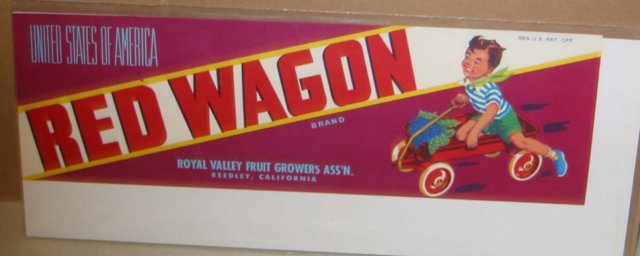 UNITED STATES OF AMERICA
REG. U.S. PAT. OFF.
RED WAGON
BRAND
ROYAL VALLEY FRUIT GROWERS ASS'N.
REEDLEY, CALIFORNIA